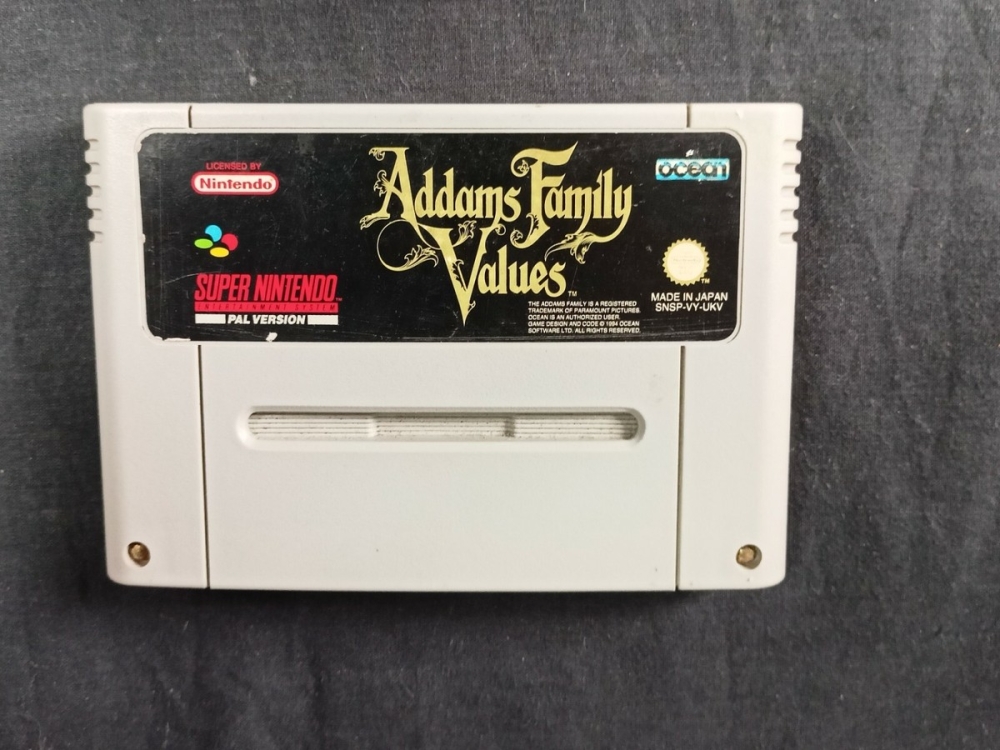 LICENSED BY
Nintendo
SUPER NINTENDO
ENTERTAINMENT SYSTEM
PAL VERSION
Addams Family
Values
TM
THE ADDAMS FAMILY IS A REGISTERED
TRADEMARK OF PARAMOUNT PICTURES.
OCEAN IS AN AUTHORIZED USER.
GAME DESIGN AND CODE © 1994 OCEAN
SOFTWARE LTD. ALL RIGHTS RESERVED.
ocean
TM
MADE IN JAPAN
SNSP-VY-UKV